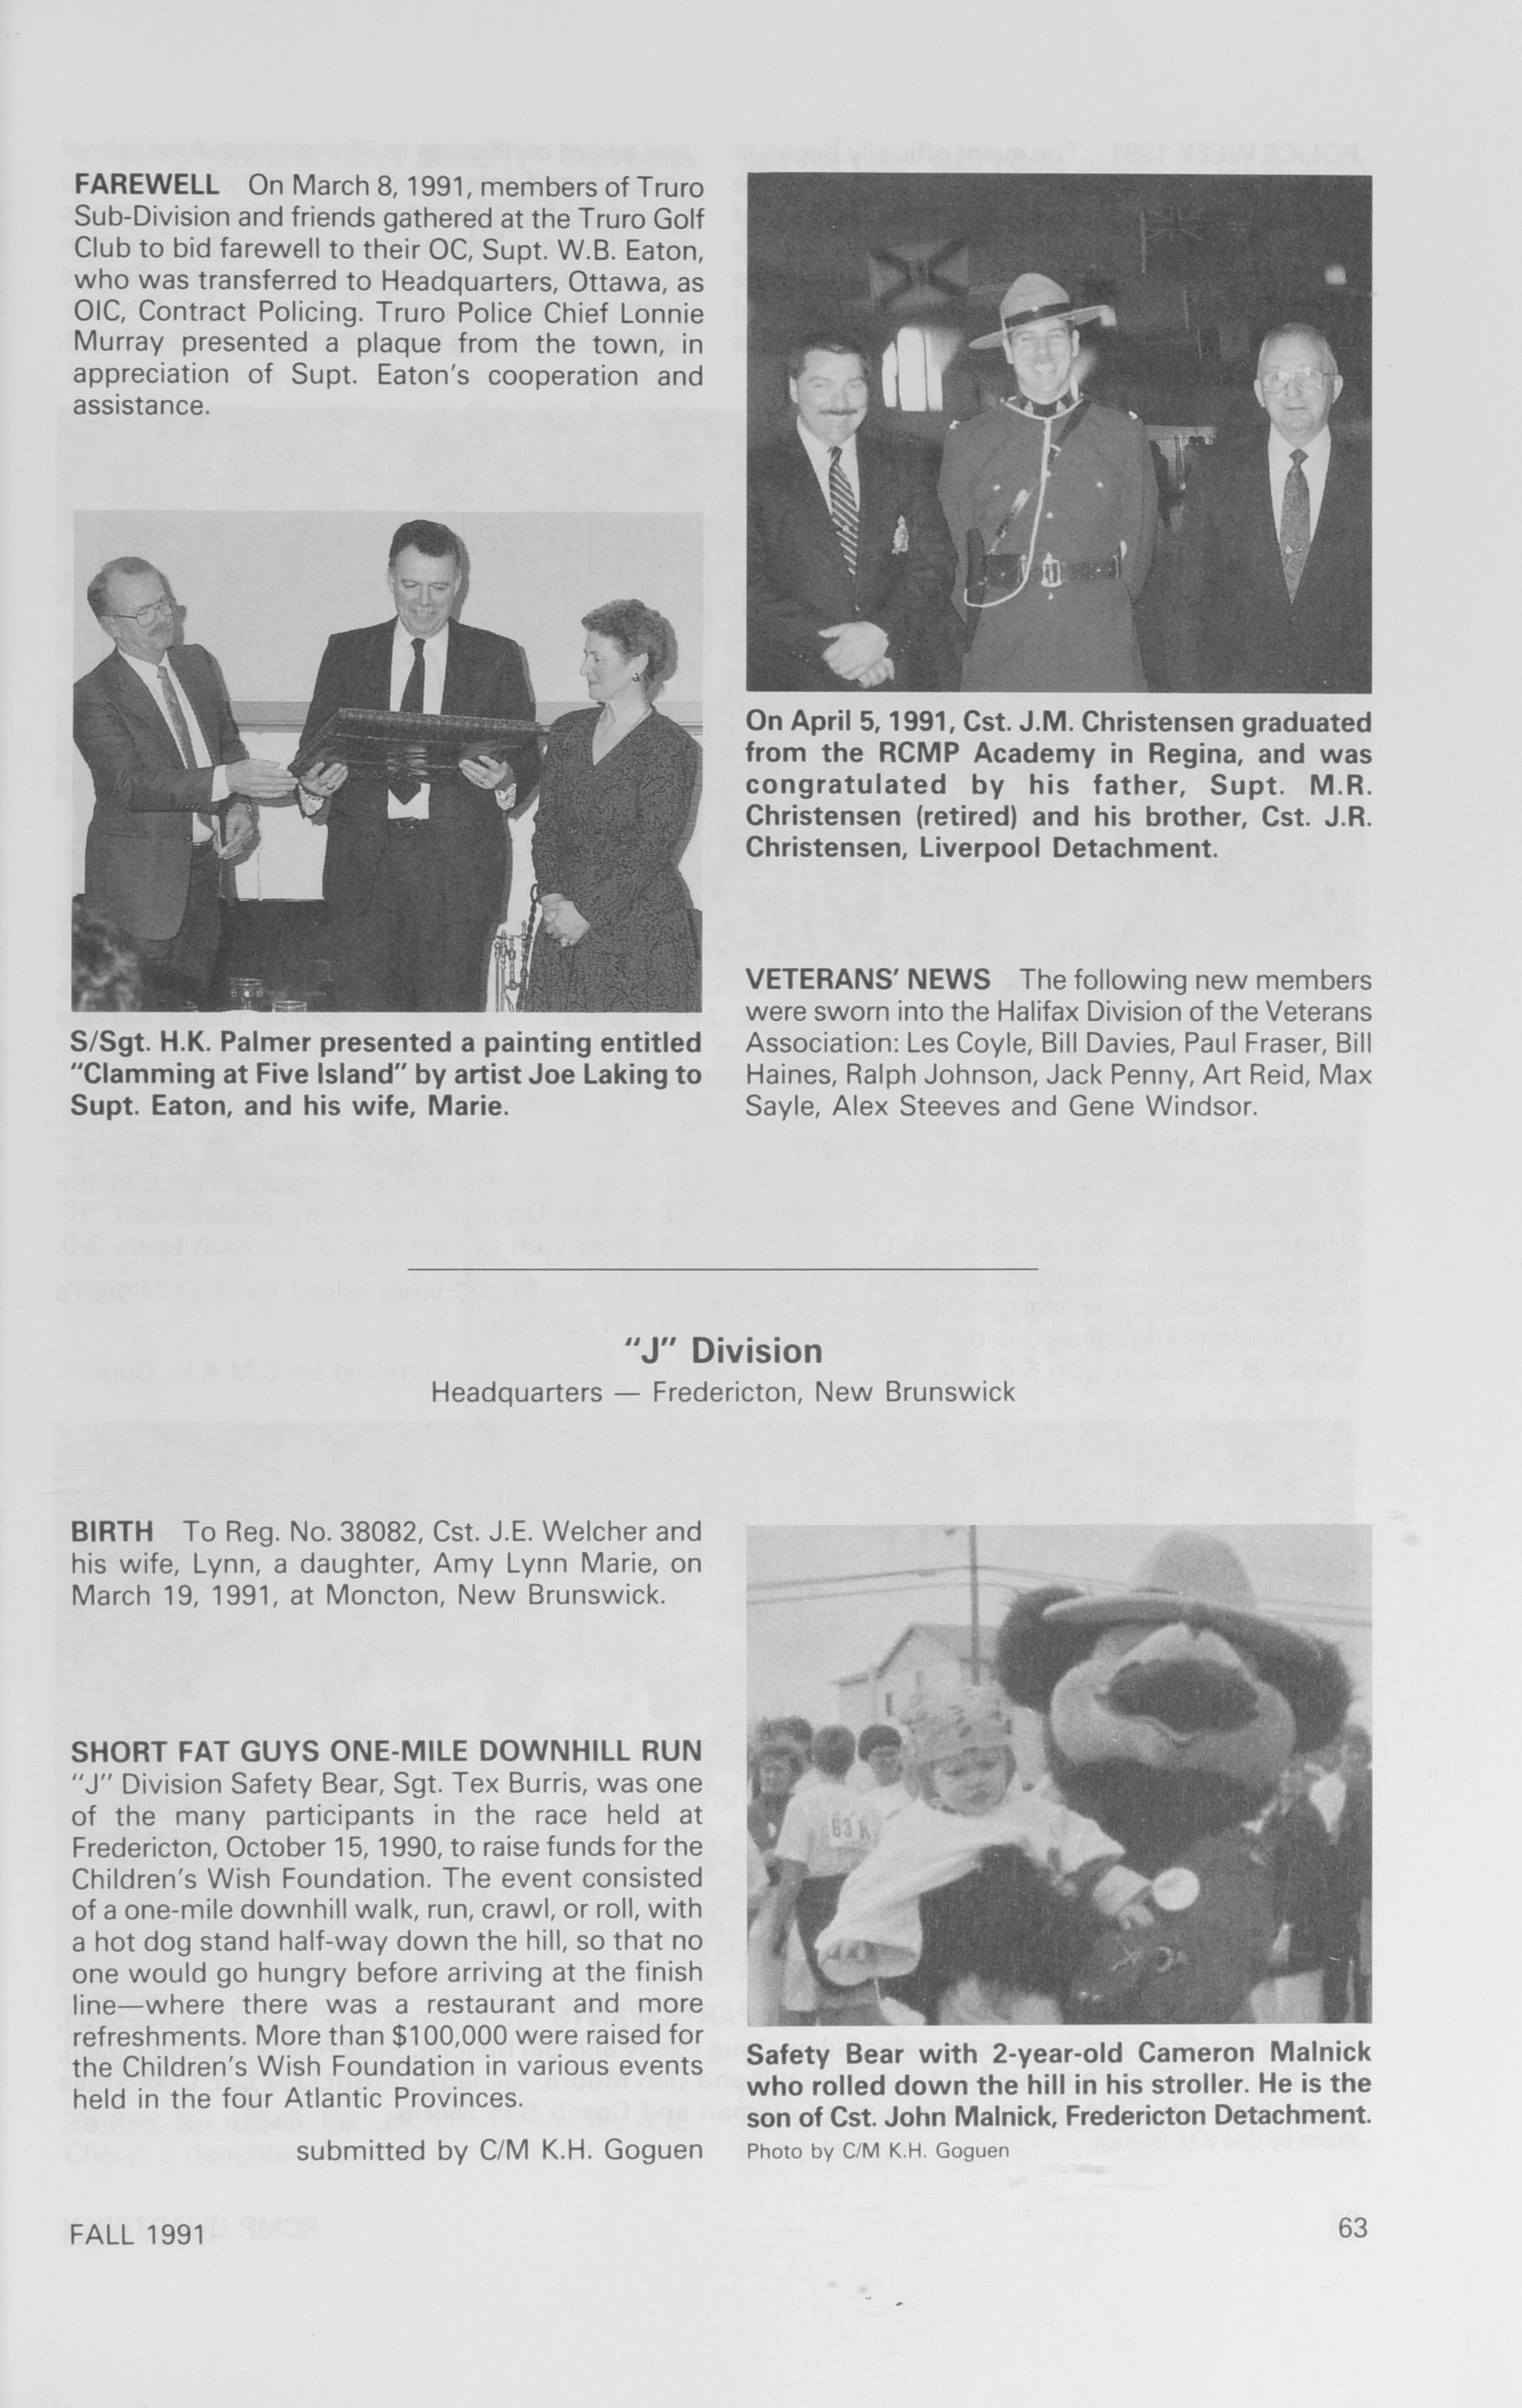 FAREWELL On March 8, 1991, members of Truro
Sub-Division and friends gathered at the Truro Golf
Club to bid farewell to their OC, Supt. W.B. Eaton,
who was transferred to Headquarters, Ottawa, as
OIC, Contract Policing. Truro Police Chief Lonnie
Murray presented a plaque from the town, in
appreciation of Supt. Eaton's cooperation and
assistance.
S/Sgt. H.K. Palmer presented a painting entitled
"Clamming at Five Island" by artist Joe Laking to
Supt. Eaton, and his wife, Marie.
On April 5, 1991, Cst. J.M. Christensen graduated
from the RCMP Academy in Regina, and was
congratulated by his father, Supt. M.R.
Christensen (retired) and his brother, Cst. J.R.
Christensen, Liverpool Detachment.
VETERANS' NEWS The following new members
were sworn into the Halifax Division of the Veterans
Association: Les Coyle, Bill Davies, Paul Fraser, Bill
Haines, Ralph Johnson, Jack Penny, Art Reid, Max
Sayle, Alex Steeves and Gene Windsor.
"J" Division
Headquarters — Fredericton, New Brunswick
BIRTH To Reg. No. 38082, Cst. J.E. Welcher and
his wife, Lynn, a daughter, Amy Lynn Marie, on
March 19, 1991, at Moncton, New Brunswick.
SHORT FAT GUYS ONE-MILE DOWNHILL RUN
"J" Division Safety Bear, Sgt. Tex Burris, was one
of the many participants in the race held at
Fredericton, October 15, 1990, to raise funds for the
Children's Wish Foundation. The event consisted
of a one-mile downhill walk, run, crawl, or roll, with
a hot dog stand half-way down the hill, so that no
one would go hungry before arriving at the finish
line—where there was a restaurant and more
refreshments. More than $100,000 were raised for
the Children's Wish Foundation in various events
held in the four Atlantic Provinces.
submitted by C/M K.H. Goguen
63 K
Safety Bear with 2-year-old Cameron Malnick
who rolled down the hill in his stroller. He is the
son of Cst. John Malnick, Fredericton Detachment.
Photo by C/M K.H. Goguen
FALL 1991
63